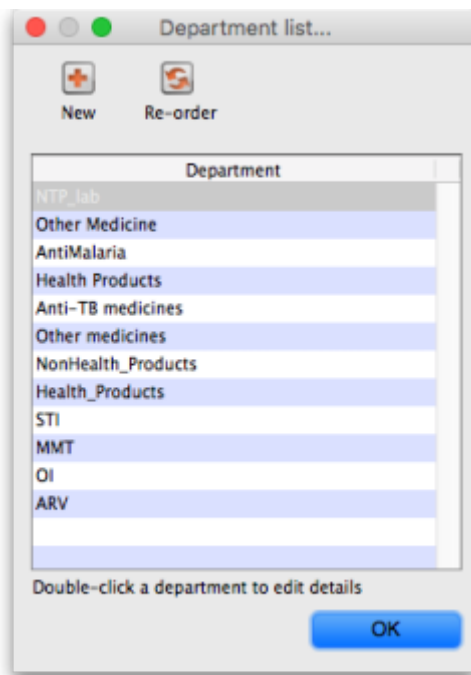 Department list...
New Re-order
Department
NTP_lab
Other Medicine
AntiMalaria
Health Products
Anti-TB medicines
Other medicines
NonHealth_Products
Health_Products
STI
MMT
OI
ARV
Double-click a department to edit details
OK